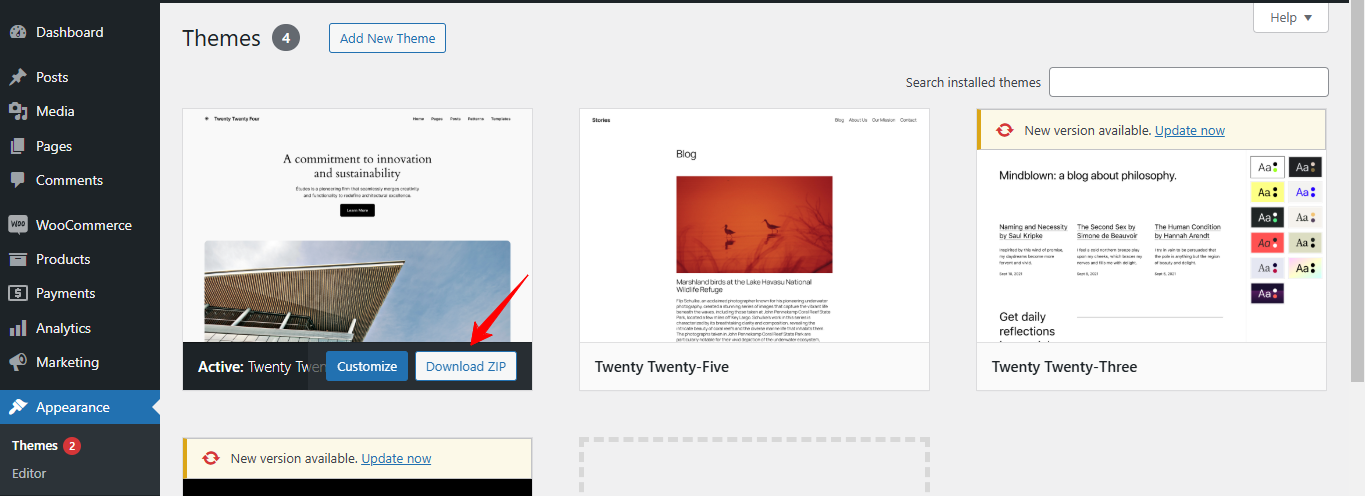 Dashboard
Posts
Media
Pages
Comments
WOO
WooCommerce
Products
Payments
Analytics
Marketing
Appearance
Themes 2
Editor
Help
Themes 4
Add New Theme
Search installed themes
Twenty Twenty Four
Home Pages Fonts Patterns Templates
A commitment to innovation
and sustainability
Études is a pioneering firm that seamlessly merges creativity
and functionality to redefine architectural excellence.
Learn More
Active: Twenty Twen
Customize
Download ZIP
Stories
Blog About Us Our Mission Contact
Blog
Marshland birds at the Lake Havasu National
Wildlife Refuge
Twenty Twenty-Five
New version available. Update now
Mindblown: a blog about philosophy.
Naming and Necessity
by Saul Kripke
The Second Sex by
Simone de Beauvoir
The Human Condition
by Hannah Arendt
Get daily
reflections
Aa Aa
Aa Aa
Aa Aa
Aa Aa
Aa Aa
Aa
Twenty Twenty-Three
New version available. Update now